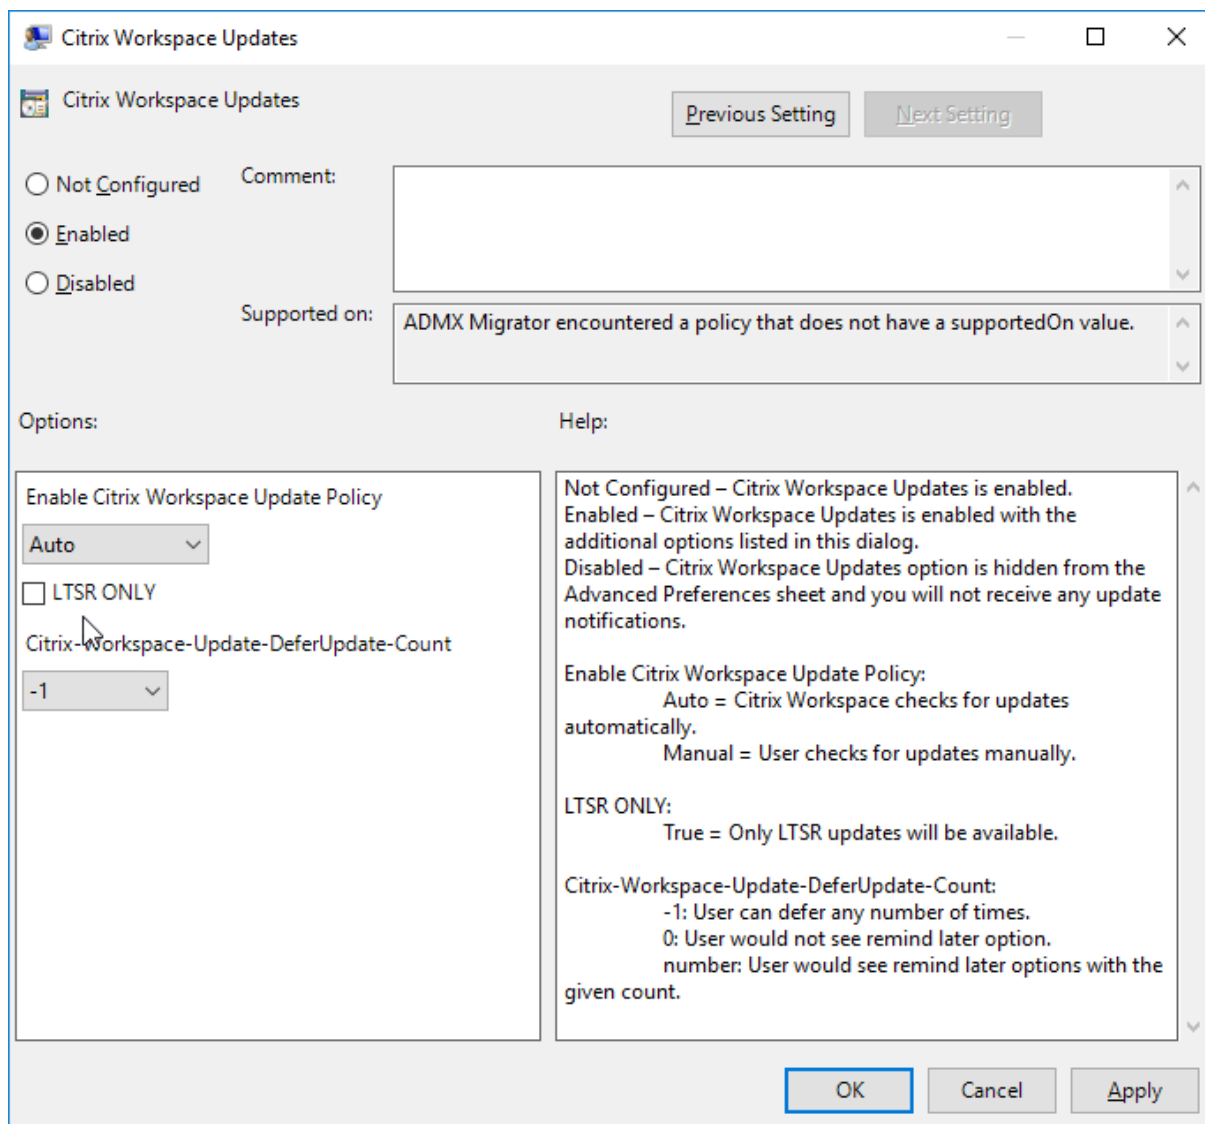 Citrix Workspace Updates
Citrix Workspace Updates
Previous Setting
Next Setting
Not Configured
Comment:
Enabled
Disabled
Supported on:
ADMX Migrator encountered a policy that does not have a supportedOn value.
Options:
Help:
Enable Citrix Workspace Update Policy
Auto
LTSR ONLY
Citrix-Workspace-Update-DeferUpdate-Count
-1
Not Configured – Citrix Workspace Updates is enabled.
Enabled – Citrix Workspace Updates is enabled with the
additional options listed in this dialog.
Disabled – Citrix Workspace Updates option is hidden from the
Advanced Preferences sheet and you will not receive any update
notifications.
Enable Citrix Workspace Update Policy:
Auto = Citrix Workspace checks for updates
automatically.
Manual = User checks for updates manually.
LTSR ONLY:
True = Only LTSR updates will be available.
Citrix-Workspace-Update-DeferUpdate-Count:
-1: User can defer any number of times.
0: User would not see remind later option.
number: User would see remind later options with the
given count.
OK
Cancel
Apply